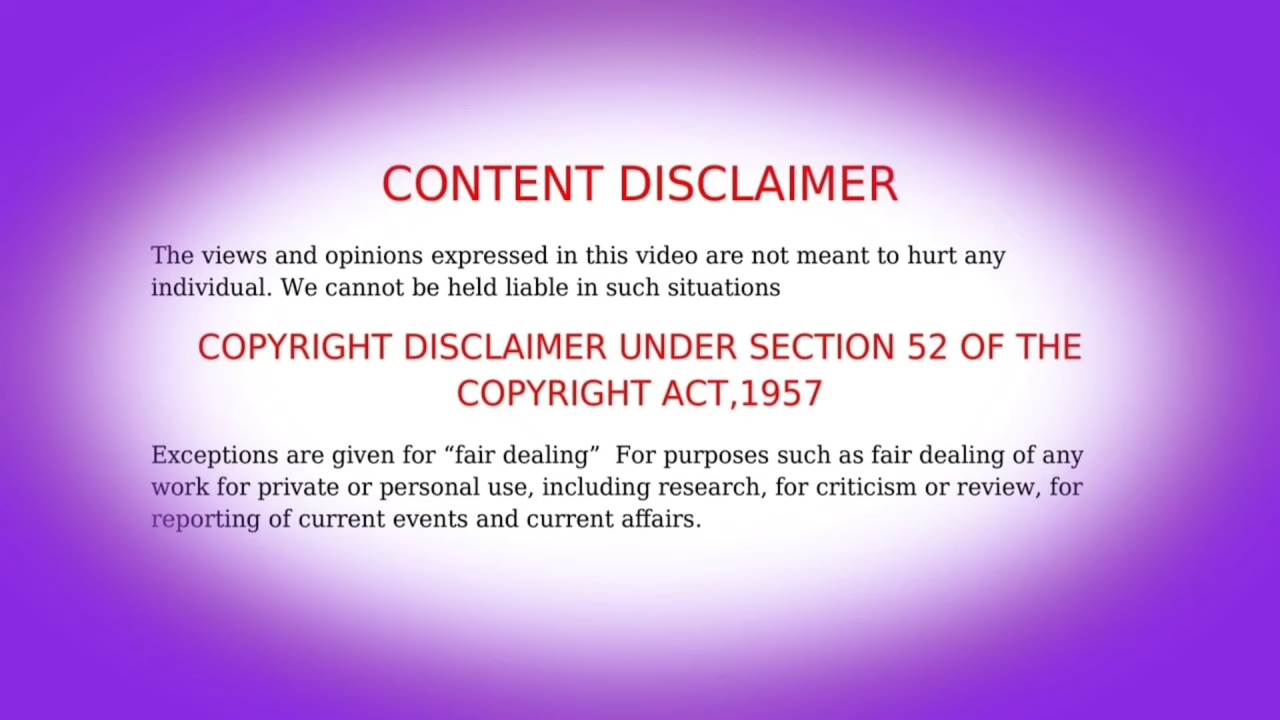 CONTENT DISCLAIMER
The views and opinions expressed in this video are not meant to hurt any
individual. We cannot be held liable in such situations
COPYRIGHT DISCLAIMER UNDER SECTION 52 OF THE
COPYRIGHT ACT,1957
Exceptions are given for “fair dealing”  For purposes such as fair dealing of any
work for private or personal use, including research, for criticism or review, for
reporting of current events and current affairs.